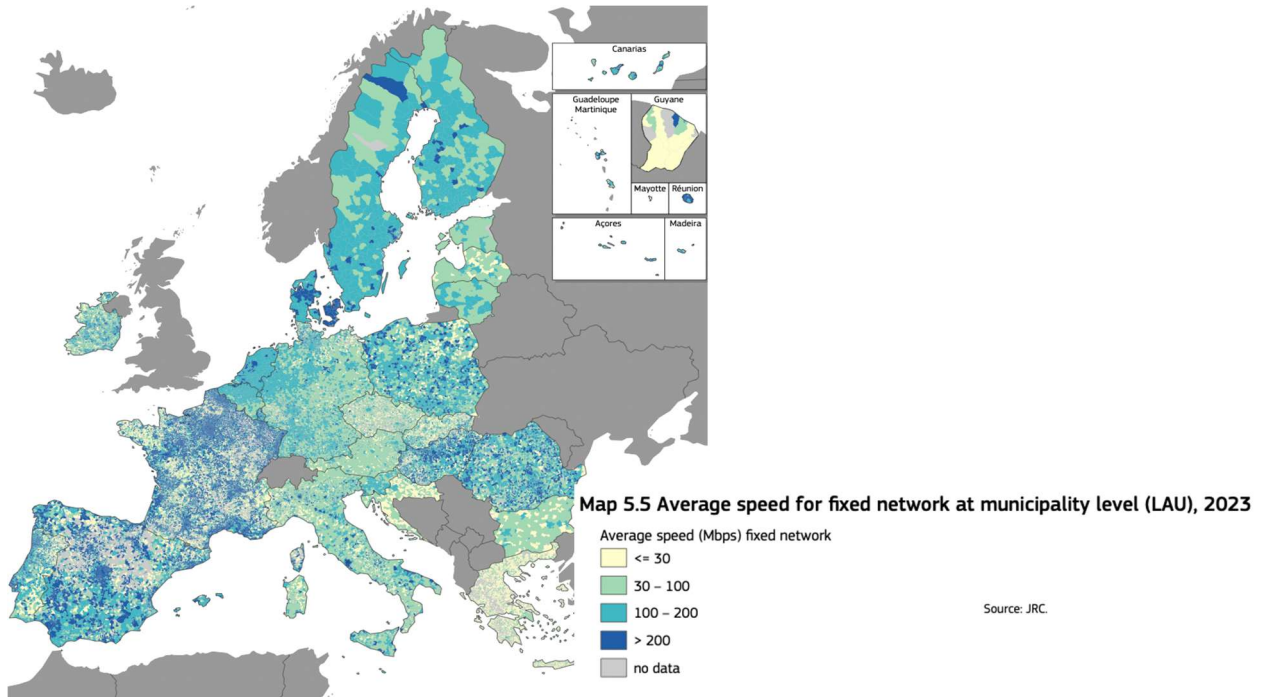 Canarias
Guadeloupe
Martinique
Guyane
Mayotte
Réunion
Açores
Madeira
Map 5.5 Average speed for fixed network at municipality level (LAU), 2023
Average speed (Mbps) fixed network
<= 30
30 – 100
100 – 200
> 200
no data
Source: JRC.